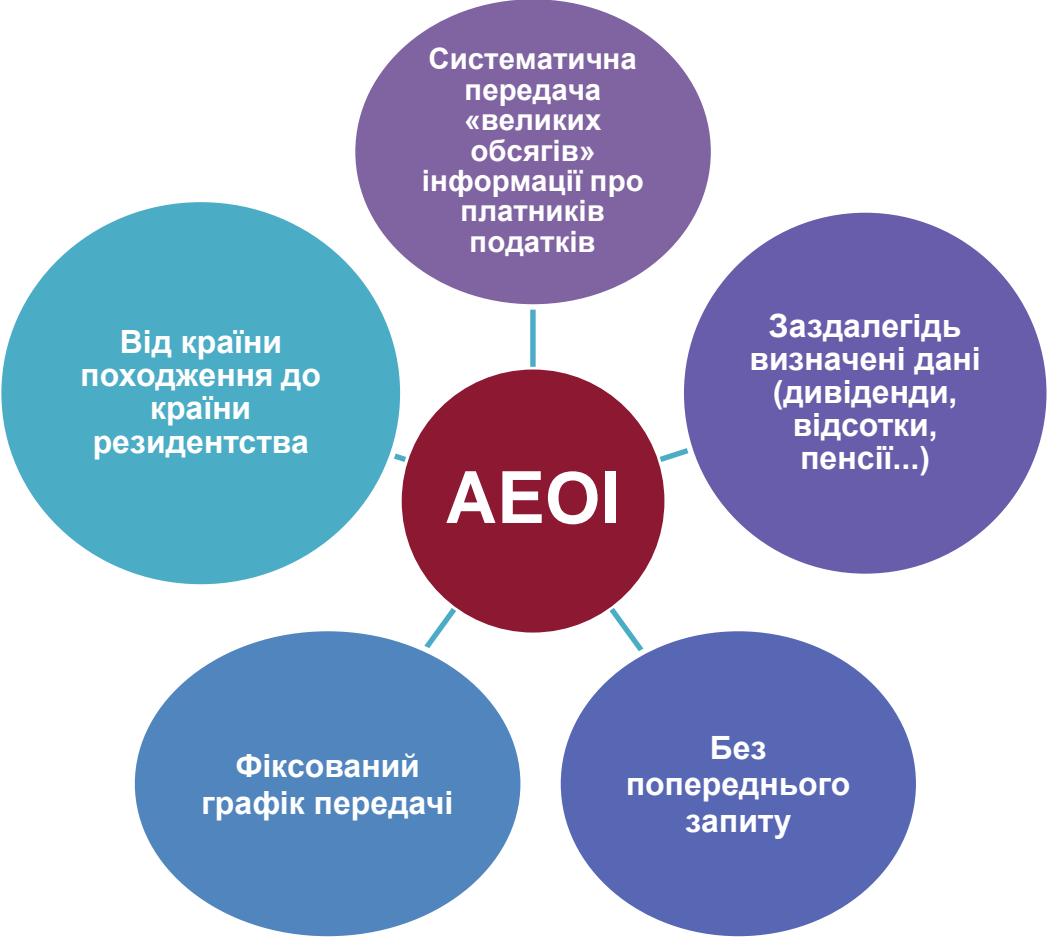 Систематична
передача
«великих
обсягів»
інформації про
платників
податків
Від країни
походження до
країни
резидентства
Заздалегідь
визначені дані
(дивіденди,
відсотки,
пенсії...)
AEOI
Фіксований
графік передачі
Без
попереднього
запиту